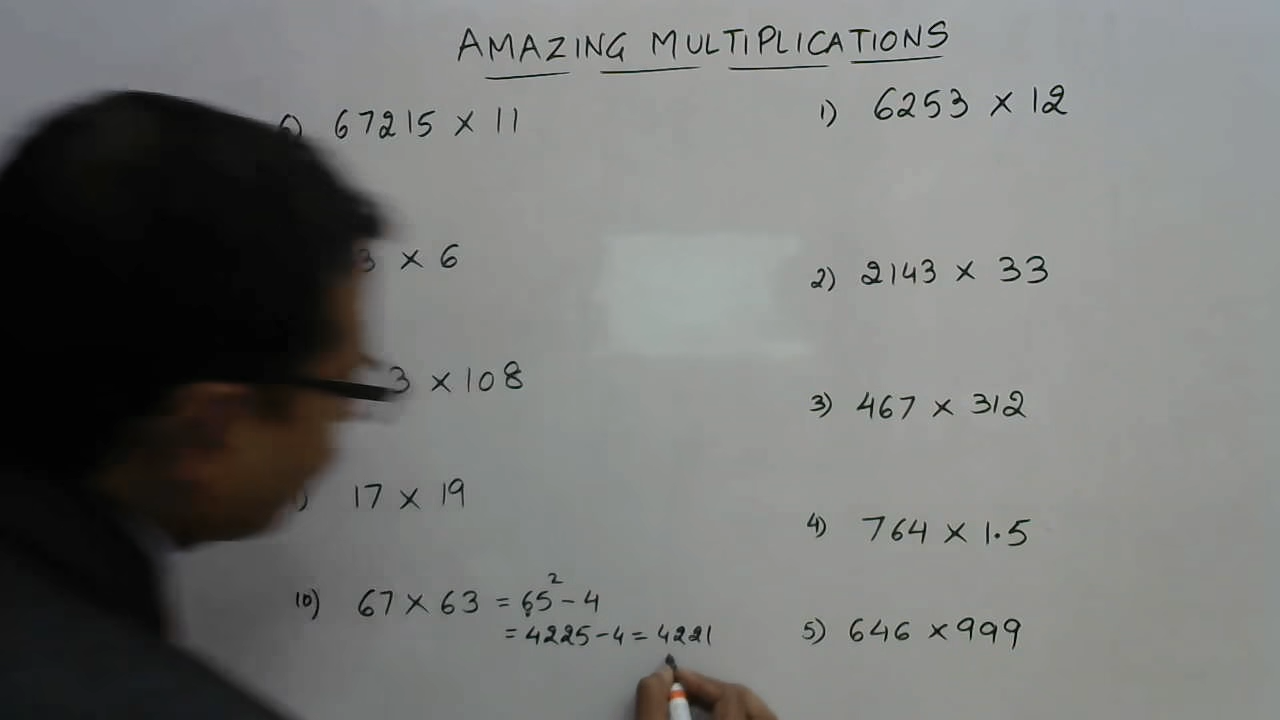 AMAZING MULTIPLICATIONS
6) 67215 × 11
3 × 6
3 × 108
) 17 × 19
10) 67 × 63 = 65² - 4
= 4225 - 4 = 4221
1) 6253 × 12
2) 2143 × 33
3) 467 × 312
4) 764 × 1.5
5) 646 × 999